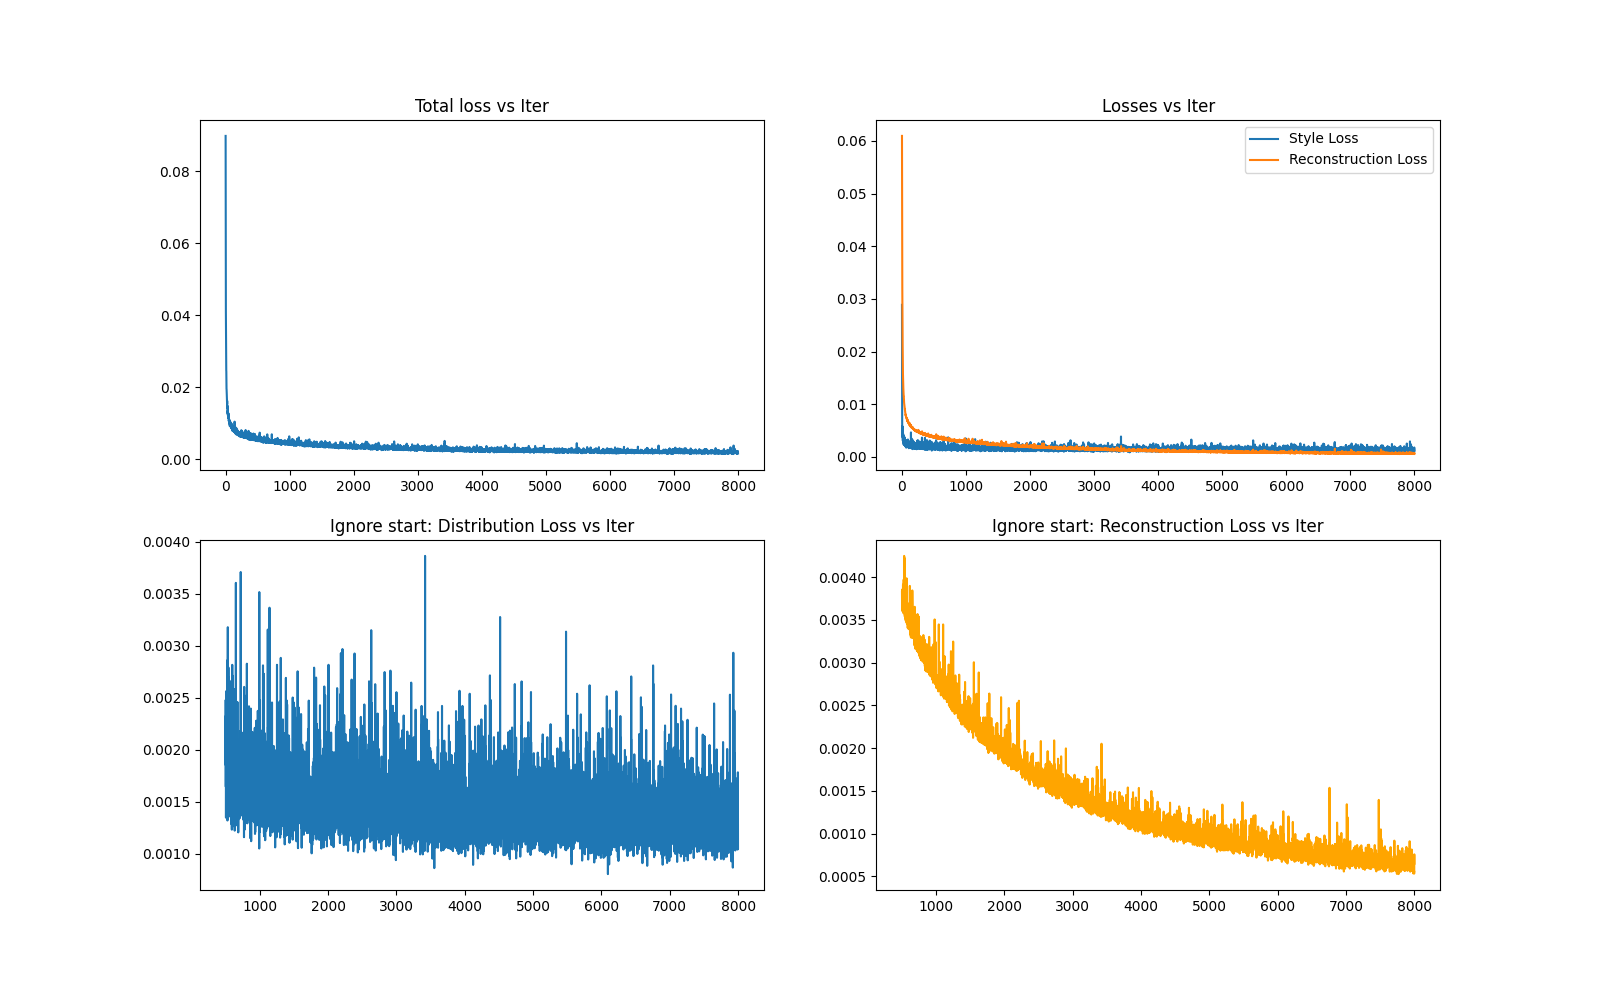 Total loss vs Iter
0.08
0.06
0.04
0.02
0.00
0 1000 2000 3000 4000 5000 6000 7000 8000
Losses vs Iter
Style Loss
Reconstruction Loss
0.06
0.05
0.04
0.03
0.02
0.01
0.00
0 1000 2000 3000 4000 5000 6000 7000 8000
Ignore start: Distribution Loss vs Iter
0.0040
0.0035
0.0030
0.0025
0.0020
0.0015
0.0010
1000 2000 3000 4000 5000 6000 7000 8000
Ignore start: Reconstruction Loss vs Iter
0.0040
0.0035
0.0030
0.0025
0.0020
0.0015
0.0010
0.0005
1000 2000 3000 4000 5000 6000 7000 8000